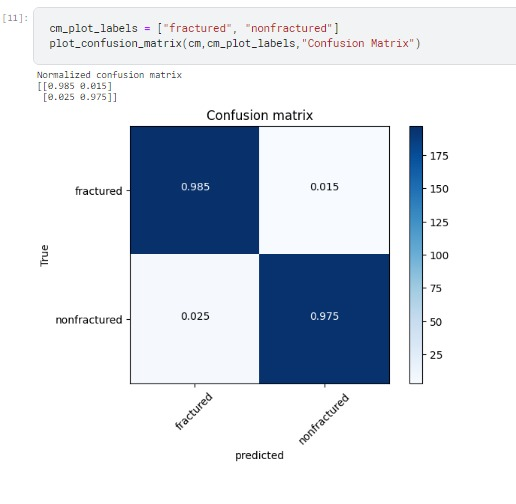 [11]:
cm_plot_labels = ["fractured", "nonfractured"]
plot_confusion_matrix(cm,cm_plot_labels,"Confusion Matrix")
Normalized confusion matrix
[[0.985 0.015]
 [0.025 0.975]]
Confusion matrix
fractured
0.985
0.015
nonfractured
0.025
0.975
True
fractured
nonfractured
predicted
175
150
125
100
75
50
25